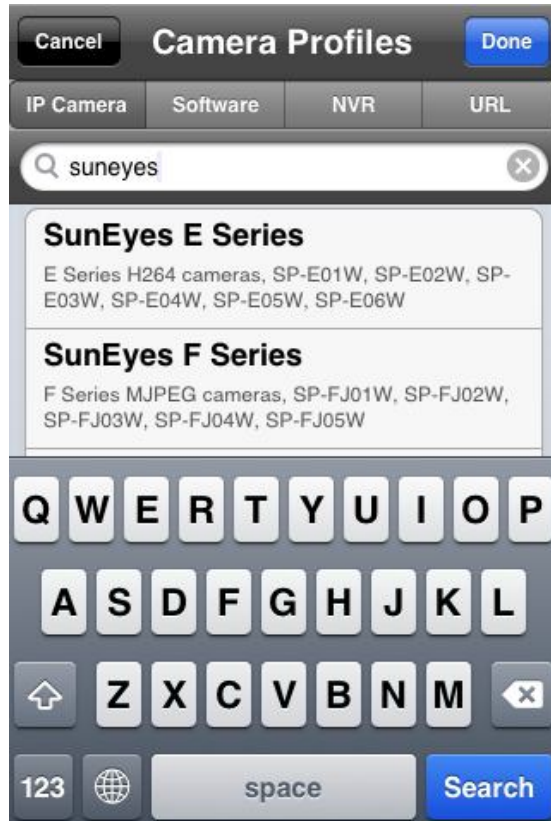 Cancel Camera Profiles Done
IP Camera Software NVR URL
suneyes
SunEyes E Series
E Series H264 cameras, SP-E01W, SP-E02W, SP-
E03W, SP-E04W, SP-E05W, SP-E06W
SunEyes F Series
F Series MJPEG cameras, SP-FJ01W, SP-FJ02W,
SP-FJ03W, SP-FJ04W, SP-FJ05W
Q W E R T Y U I O P
A S D F G H J K L
Z X C V B N M
123 space Search